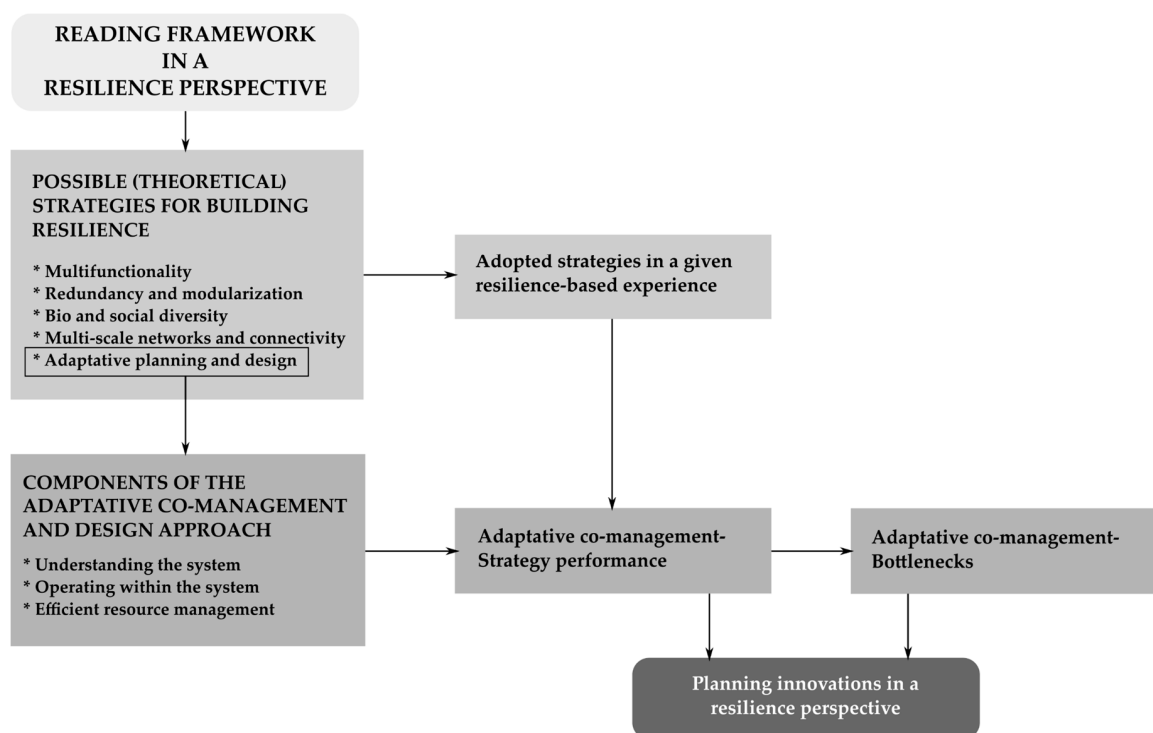 READING FRAMEWORK
IN A
RESILIENCE PERSPECTIVE
POSSIBLE (THEORETICAL)
STRATEGIES FOR BUILDING
RESILIENCE
* Multifunctionality
* Redundancy and modularization
* Bio and social diversity
* Multi-scale networks and connectivity
* Adaptative planning and design
Adopted strategies in a given
resilience-based experience
COMPONENTS OF THE
ADAPTATIVE CO-MANAGEMENT
AND DESIGN APPROACH
* Understanding the system
* Operating within the system
* Efficient resource management
Adaptative co-management-
Strategy performance
Adaptative co-management-
Bottlenecks
Planning innovations in a
resilience perspective